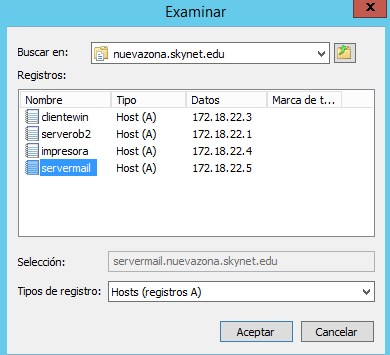 Examinar
x
Buscar en: nuevazona.skynet.edu
Registros:
Nombre Tipo Datos Marca de t...
clientewin Host (A) 172.18.22.3
serverob2 Host (A) 172.18.22.1
impresora Host (A) 172.18.22.4
servermail Host (A) 172.18.22.5
Selección: servermail.nuevazona.skynet.edu
Tipos de registro: Hosts (registros A)
Aceptar Cancelar